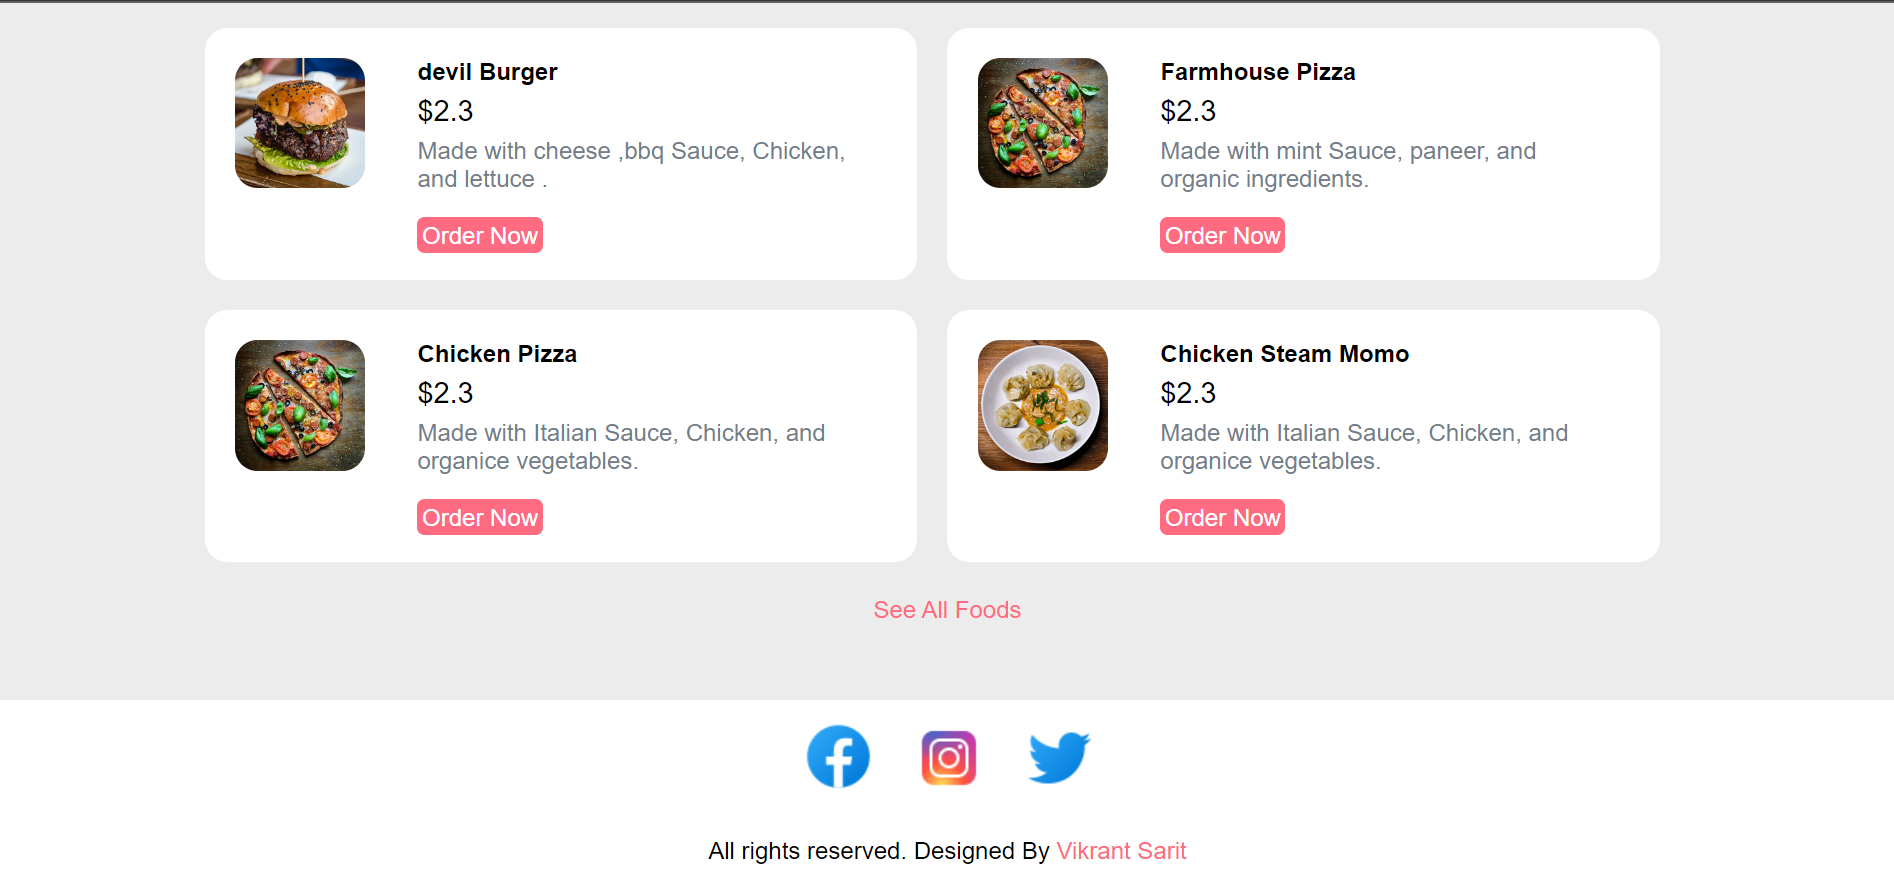 devil Burger
$2.3
Made with cheese ,bbq Sauce, Chicken,
and lettuce .
Order Now
Farmhouse Pizza
$2.3
Made with mint Sauce, paneer, and
organic ingredients.
Order Now
Chicken Pizza
$2.3
Made with Italian Sauce, Chicken, and
organice vegetables.
Order Now
Chicken Steam Momo
$2.3
Made with Italian Sauce, Chicken, and
organice vegetables.
Order Now
See All Foods
All rights reserved. Designed By Vikrant Sarit